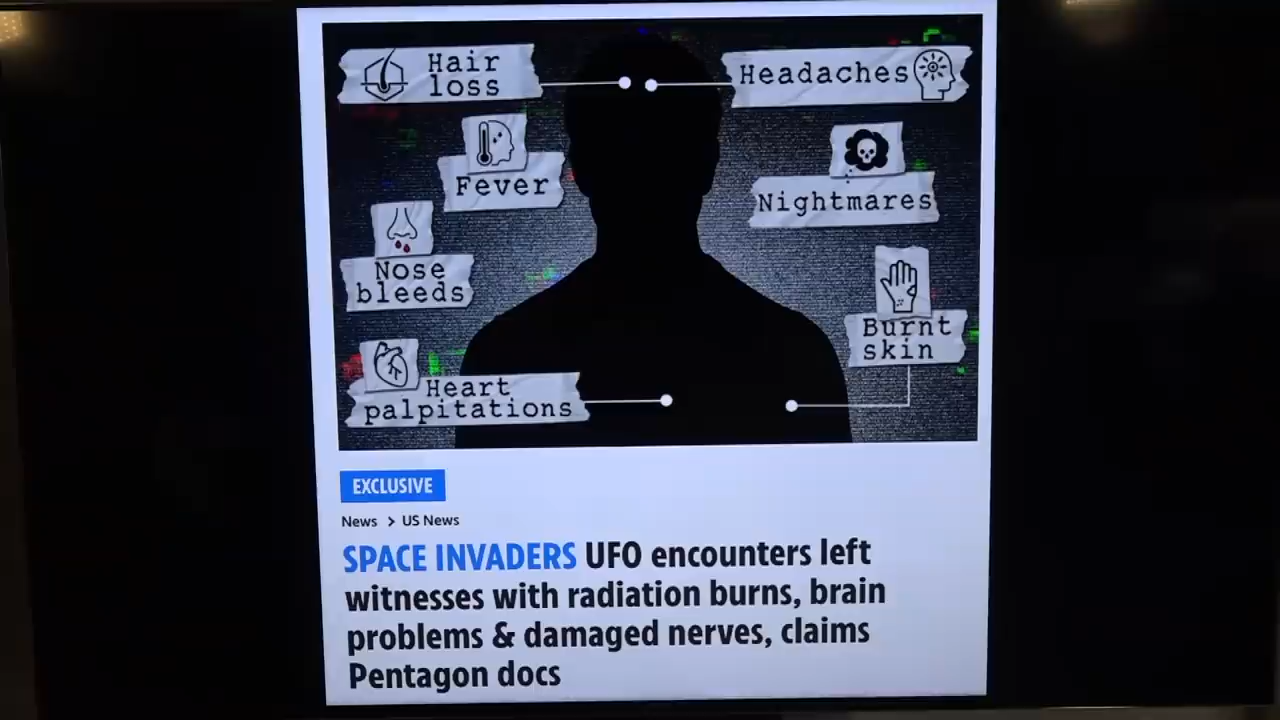 Hair
loss
Headaches
Fever
Nightmares
Nose
bleeds
Burnt
skin
Heart
palpitations
EXCLUSIVE
News > US News
SPACE INVADERS UFO encounters left
witnesses with radiation burns, brain
problems & damaged nerves, claims
Pentagon docs